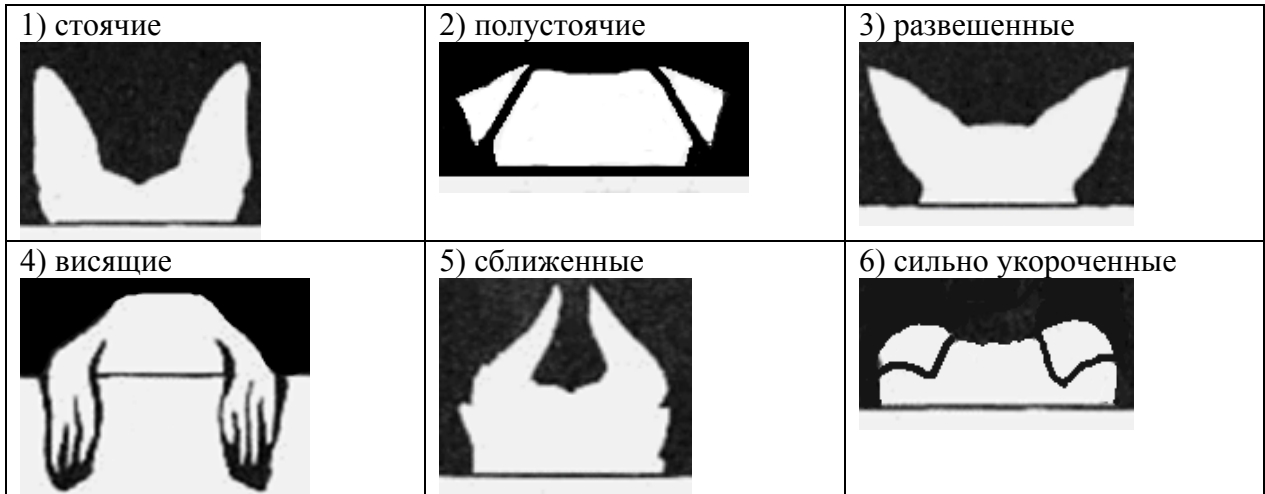 1) стоячие
2) полустоячие
3) развешенные
4) висящие
5) сближенные
6) сильно укороченные